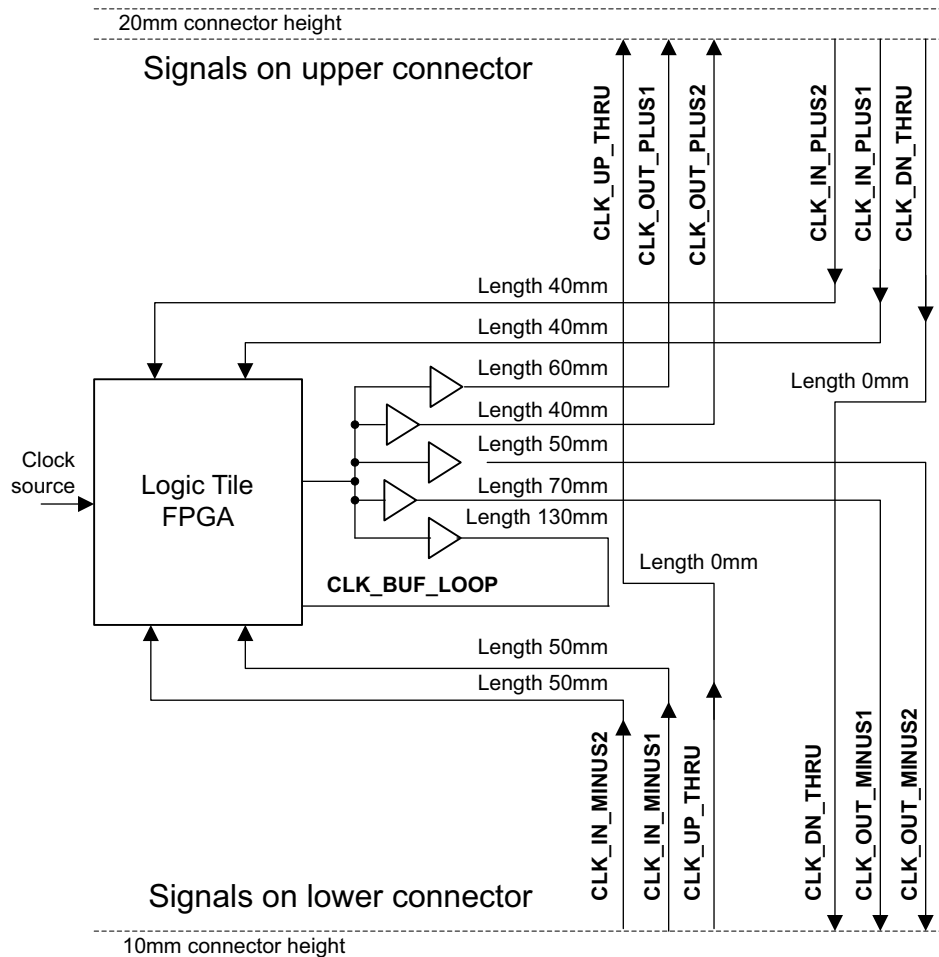 20mm connector height
Signals on upper connector
CLK_UP_THRU
CLK_OUT_PLUS1
CLK_OUT_PLUS2
CLK_IN_PLUS2
CLK_IN_PLUS1
CLK_DN_THRU
Length 40mm
Length 40mm
Length 60mm
Length 0mm
Length 40mm
Length 50mm
Clock
source
Logic Tile
FPGA
Length 70mm
Length 130mm
Length 0mm
CLK_BUF_LOOP
Length 50mm
Length 50mm
CLK_IN_MINUS2
CLK_IN_MINUS1
CLK_UP_THRU
CLK_DN_THRU
CLK_OUT_MINUS1
CLK_OUT_MINUS2
Signals on lower connector
10mm connector height